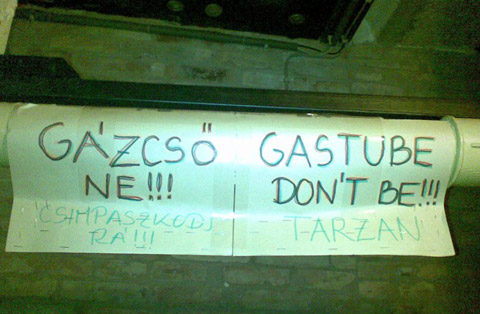 GÁZCSŐ
NE!!!
CSIMPASZKODJ
RÁ!!!
GASTUBE
DON'T BE!!!
TARZAN